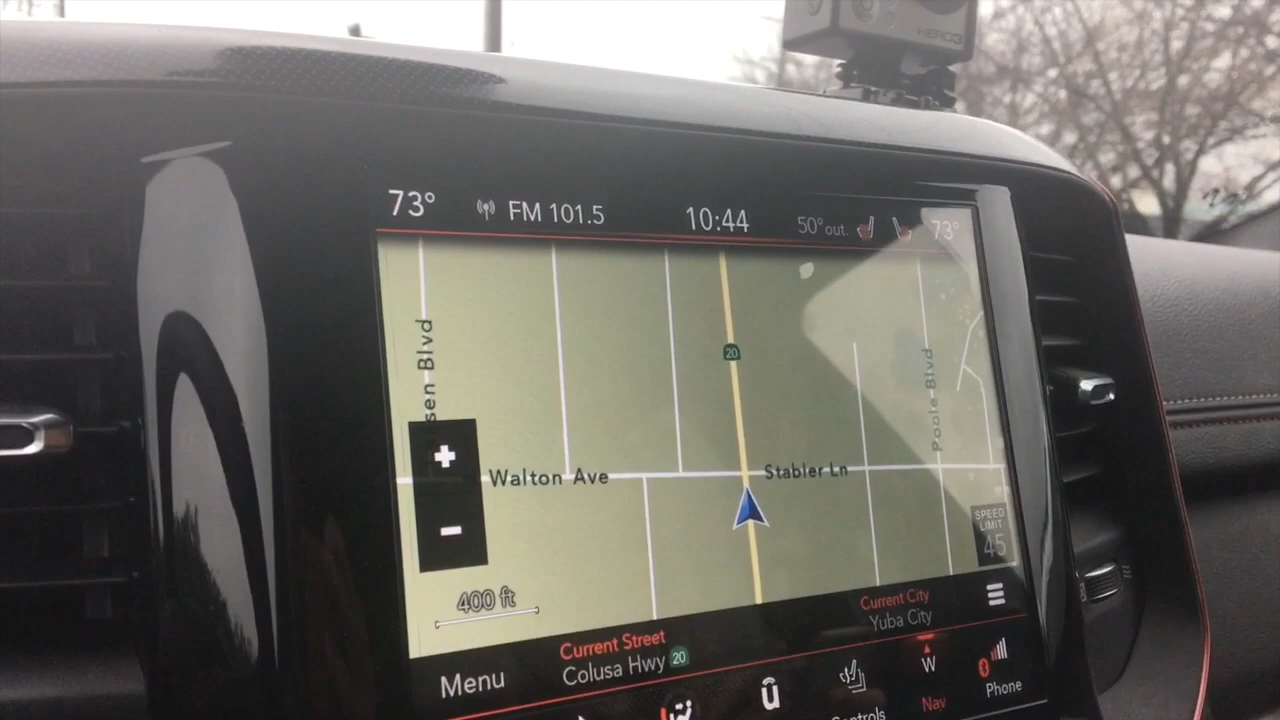 HERO3
73° FM 101.5 10:44 50° out. 73°
20
sen Blvd
Poole Blvd
Walton Ave
Stabler Ln
+
-
SPEED
LIMIT
45
400 ft
Current City
Yuba City
Current Street
Colusa Hwy 20
Menu
Controls
W
Nav
Phone